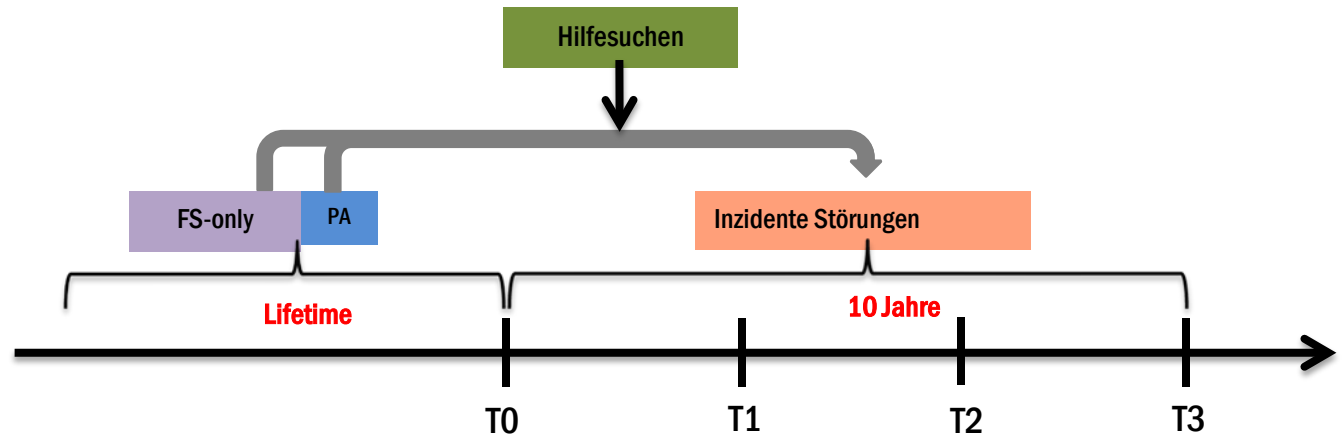 Hilfesuchen
FS-only
PA
Inzidente Störungen
Lifetime
10 Jahre
T0
T1
T2
T3